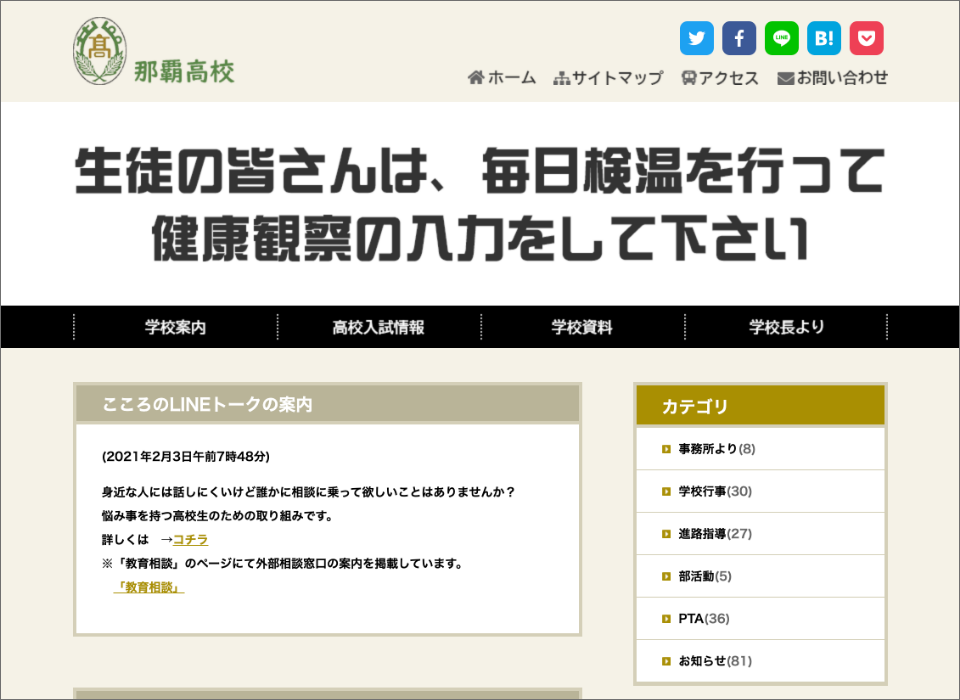 高
那覇高校
LINE
B!
ホーム
サイトマップ
アクセス
お問い合わせ
生徒の皆さんは、毎日検温を行って
健康観察の入力をして下さい
学校案内
高校入試情報
学校資料
学校長より
こころのLINEトークの案内
(2021年2月3日午前7時48分)
身近な人には話しにくいけど誰かに相談に乗って欲しいことはありませんか？
悩み事を持つ高校生のための取り組みです。
詳しくは　→コチラ
※「教育相談」のページにて外部相談窓口の案内を掲載しています。
「教育相談」
カテゴリ
事務所より(8)
学校行事(30)
進路指導(27)
部活動(5)
PTA(36)
お知らせ(81)